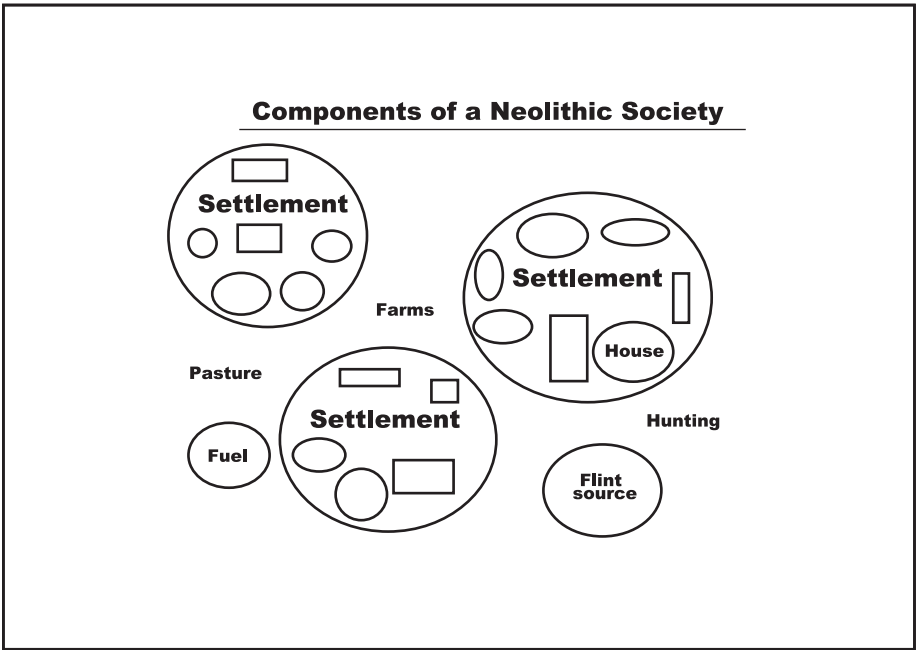 Components of a Neolithic Society
Settlement
Settlement
Farms
House
Pasture
Settlement
Hunting
Fuel
Flint
source